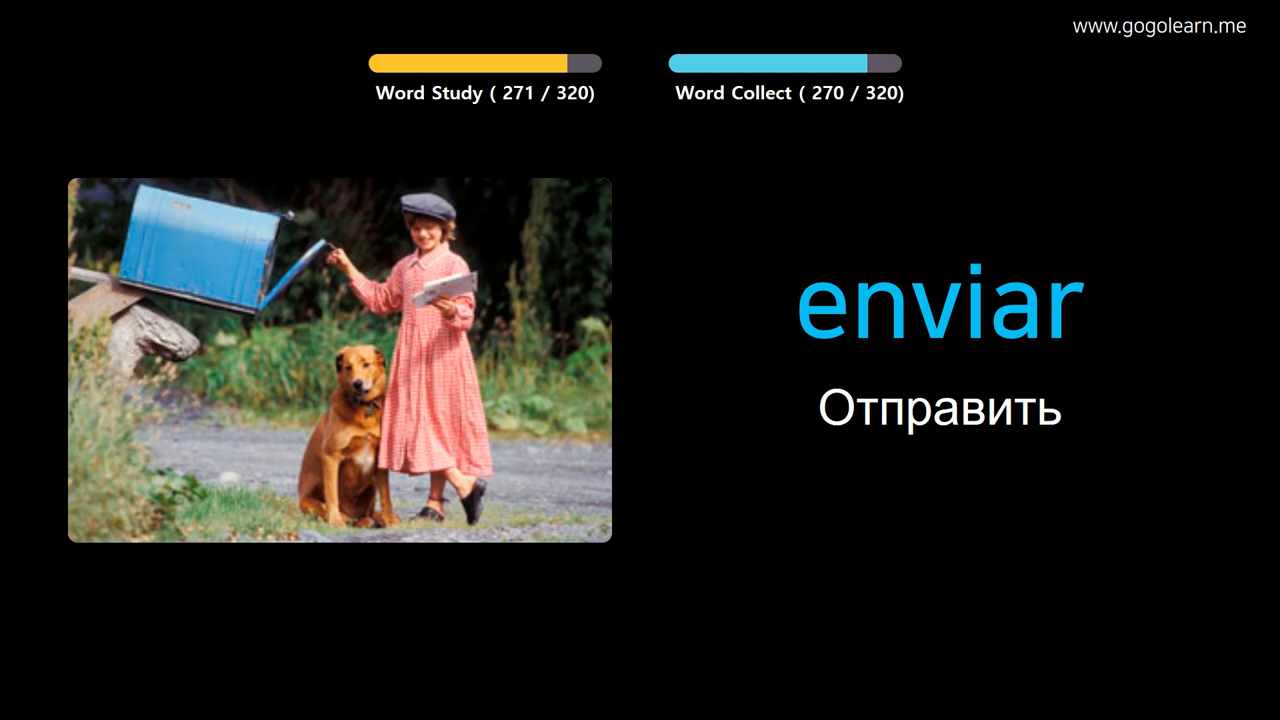 www.gogolearn.me
Word Study ( 271 / 320)
Word Collect ( 270 / 320)
enviar
Отправить